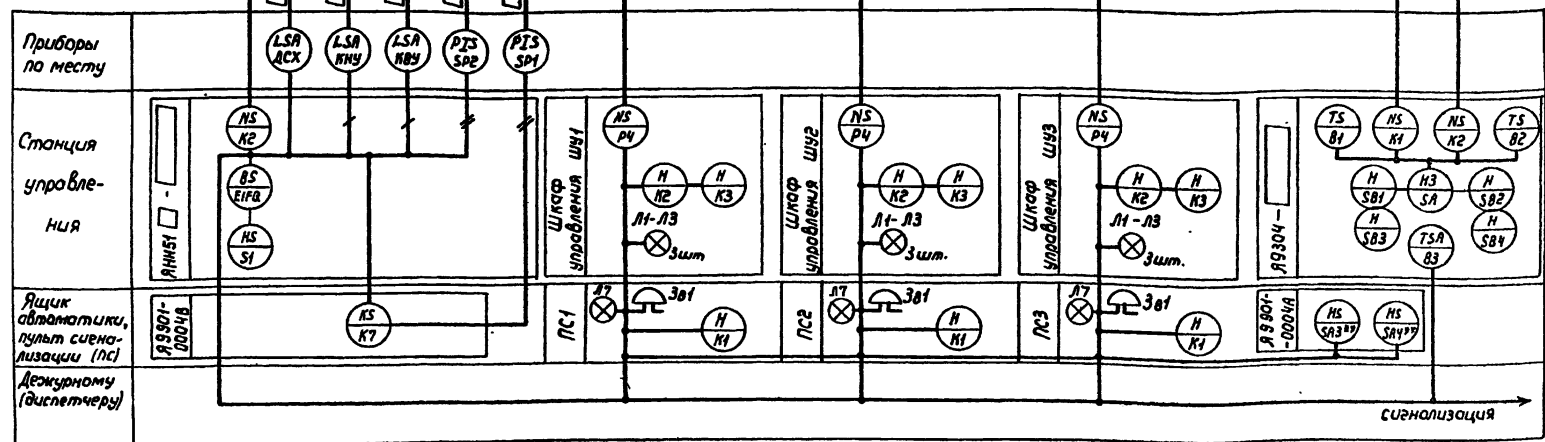 Приборы
по месту
LSA
ДСХ
LSA
КНУ
LSA
КВУ
PIS
SP2
PIS
SP1
Станция
управле-
ния
ЯНН51 -
NS
K2
BS
E1FQ
HS
S1
Шкаф
управления ШУ1
NS
P4
H
K2
H
K3
Л1-Л3
3шт
Шкаф
управления ШУ2
NS
P4
H
K2
H
K3
Л1-Л3
3шт.
Шкаф
управления ШУ3
NS
P4
H
K2
H
K3
Л1-Л3
3шт.
Я9304-
TS
B1
NS
K1
NS
K2
TS
B2
H
SB1
HS
SA
H
SB2
H
SB3
TSA
B3
H
SB4
Ящик
автоматики,
пульт сигна-
лизации (ПС)
Я9901-
0004В
KS
K7
ПС1
Л7
Зв1
H
K1
ПС2
Л7
Зв1
H
K1
ПС3
Л7
Зв1
H
K1
Я9901-
-0004А
HS
SA3
HS
SA4
Дежурному
(диспетчеру)
сигнализация